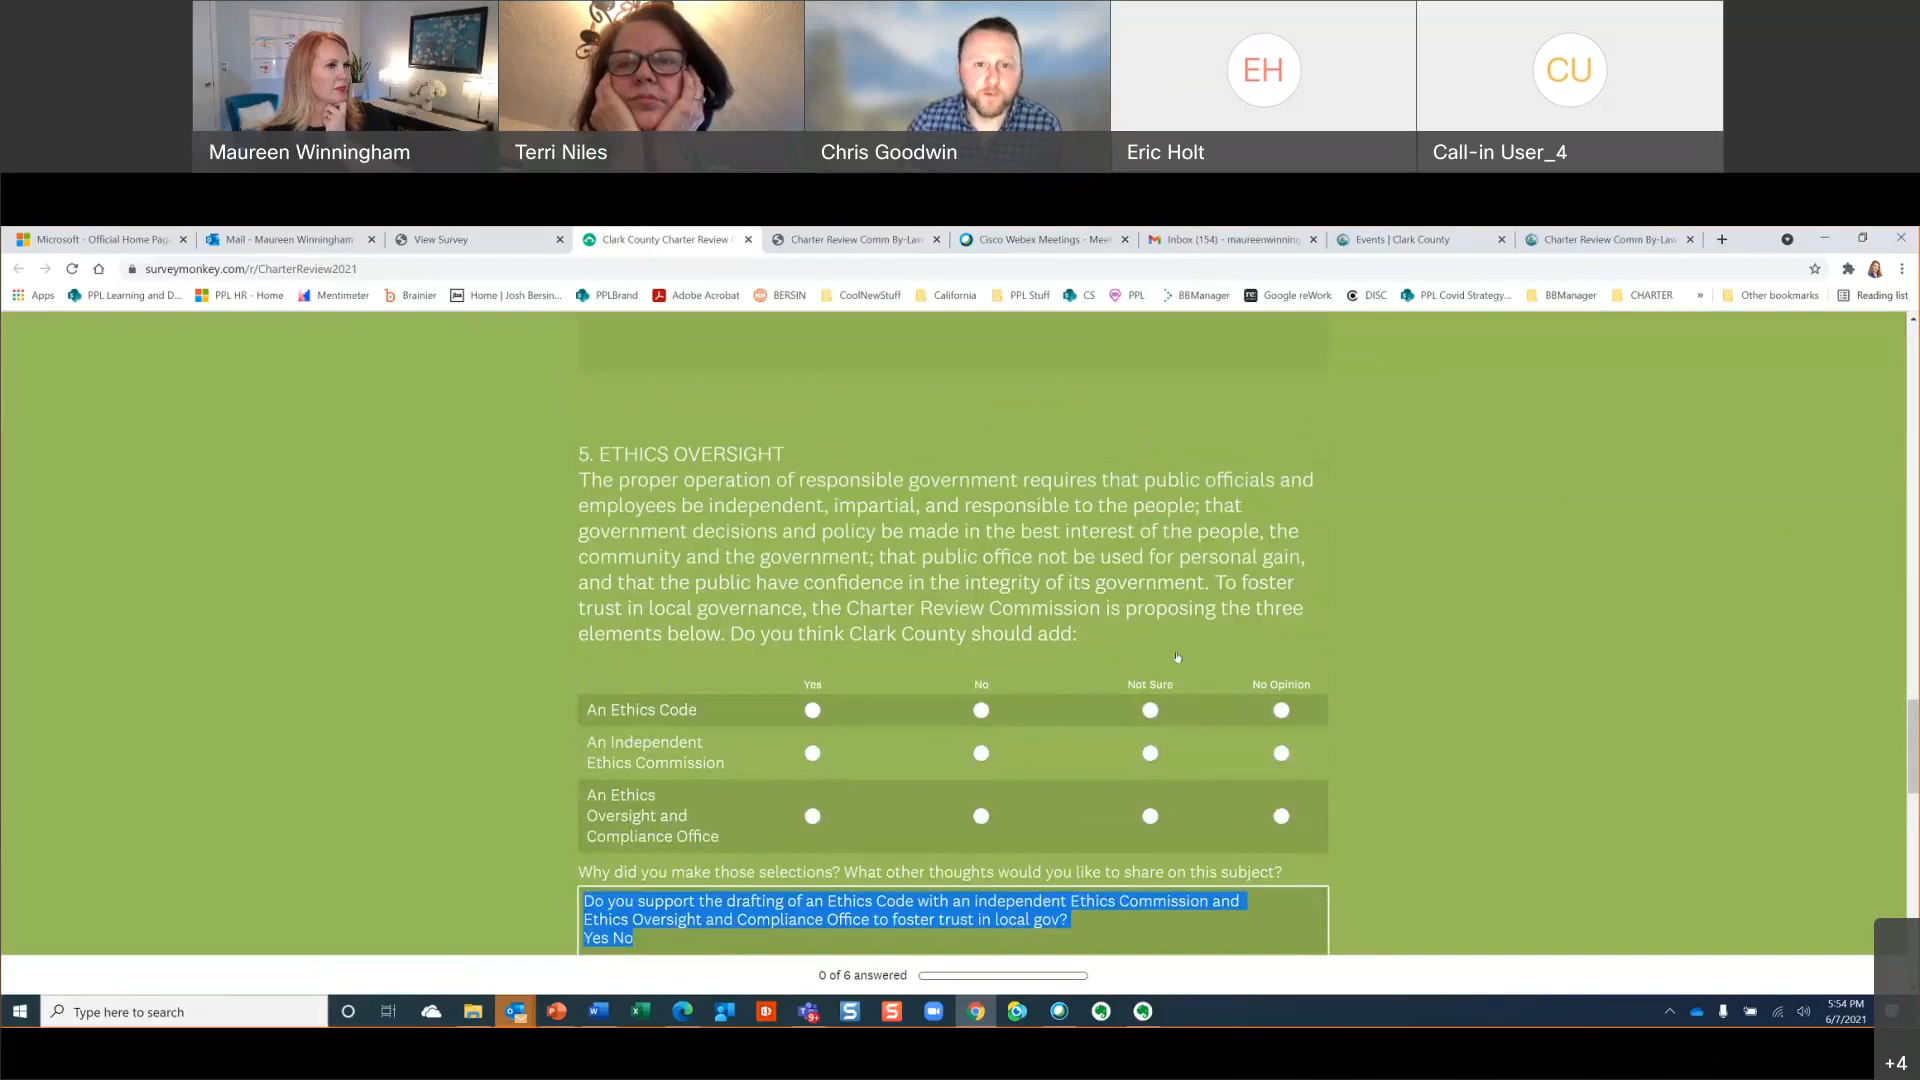 EH
CU
Maureen Winningham
Terri Niles
Chris Goodwin
Eric Holt
Call-in User_4
Microsoft - Official Home Pag
Mail - Maureen Winningham
View Survey
Clark County Charter Review
Charter Review Comm By-Law
Cisco Webex Meetings - Meet
Inbox (154) - maureenwinning
Events | Clark County
Charter Review Comm By-Law
surveymonkey.com/r/CharterReview2021
Apps
PPL Learning and D...
PPL HR - Home
Mentimeter
Brainier
Home | Josh Bersin...
PPLBrand
Adobe Acrobat
BERSIN
CoolNewStuff
California
PPL Stuff
CS
PPL
BBManager
Google reWork
DISC
PPL Covid Strategy...
BBManager
CHARTER
»
Other bookmarks
Reading list
5. ETHICS OVERSIGHT
The proper operation of responsible government requires that public officials and
employees be independent, impartial, and responsible to the people; that
government decisions and policy be made in the best interest of the people, the
community and the government; that public office not be used for personal gain,
and that the public have confidence in the integrity of its government. To foster
trust in local governance, the Charter Review Commission is proposing the three
elements below. Do you think Clark County should add:
Yes No Not Sure No Opinion
An Ethics Code
An Independent
Ethics Commission
An Ethics
Oversight and
Compliance Office
Why did you make those selections? What other thoughts would you like to share on this subject?
Do you support the drafting of an Ethics Code with an independent Ethics Commission and
Ethics Oversight and Compliance Office to foster trust in local gov?
Yes No
0 of 6 answered
Type here to search
9+
5:54 PM
6/7/2021
+4